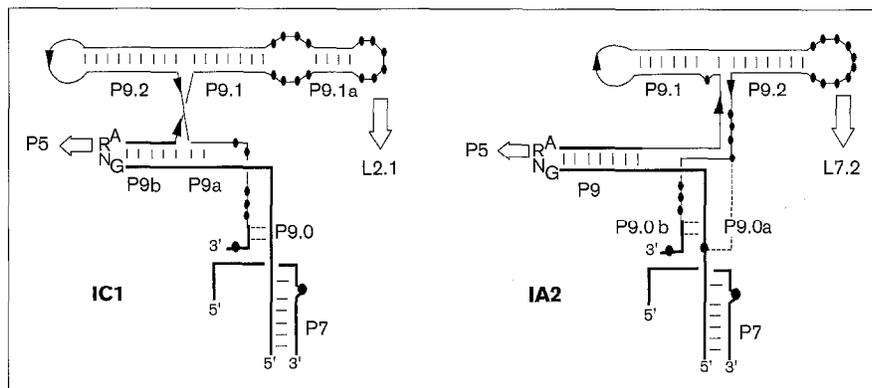 P9.2 P9.1 P9.1a
P5 R A N G
L2.1
P9b P9a
P9.0
3'
IC1
5'
P7
5' 3'
P9.1 P9.2
P5 R A N G
L7.2
P9
P9.0 b P9.0a
3'
IA2
5'
P7
5' 3'